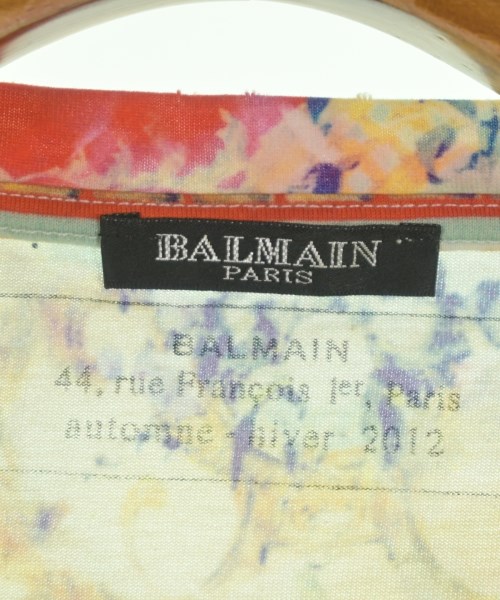 BALMAIN
PARIS
BALMAIN
44, rue François 1er, Paris
automne - hiver 2012